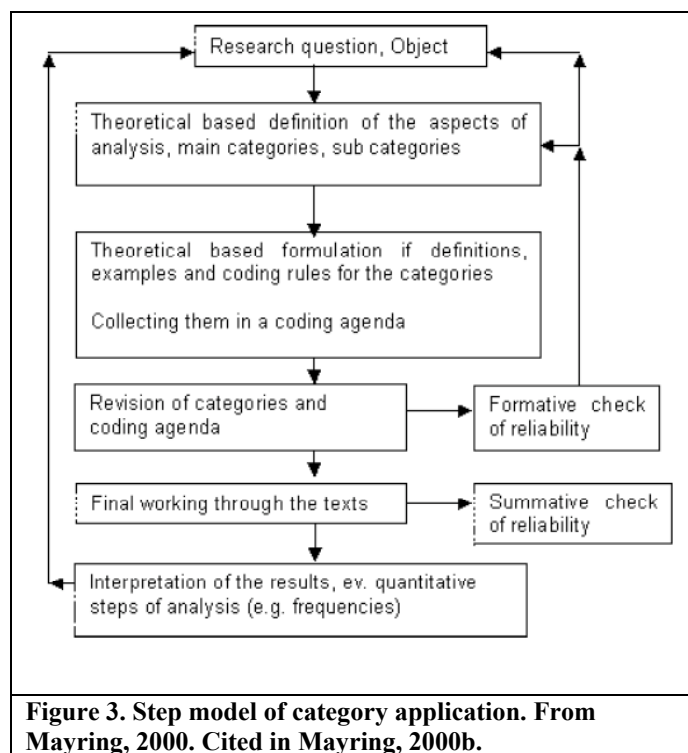 Research question, Object
Theoretical based definition of the aspects of
analysis, main categories, sub categories
Theoretical based formulation if definitions,
examples and coding rules for the categories
Collecting them in a coding agenda
Revision of categories and
coding agenda
Formative check
of reliability
Final working through the texts
Summative check
of reliability
Interpretation of the results, ev. quantitative
steps of analysis (e.g. frequencies)
Figure 3. Step model of category application. From
Mayring, 2000. Cited in Mayring, 2000b.